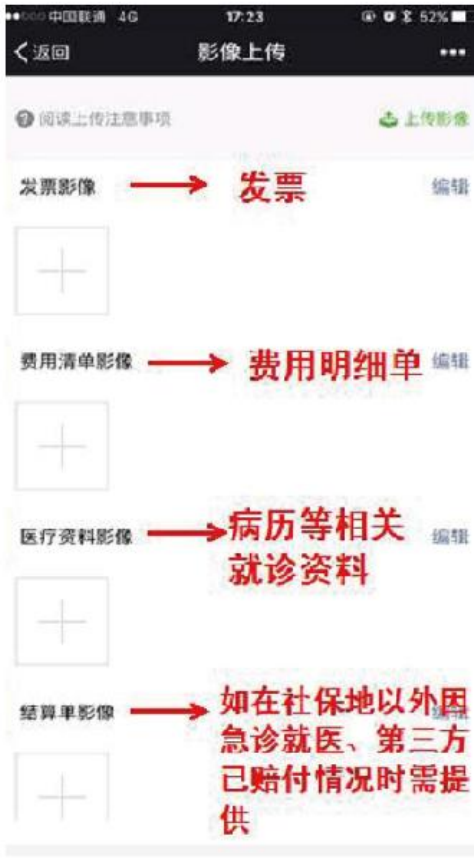 中国联通 4G 17:23 52%
返回 影像上传
阅读上传注意事项 上传影像
发票影像 发票 编辑
费用清单影像 费用明细单 编辑
医疗资料影像 病历等相关 编辑
就诊资料
结算单影像 如在社保地以外因
急诊就医、第三方
已赔付情况时需提
供